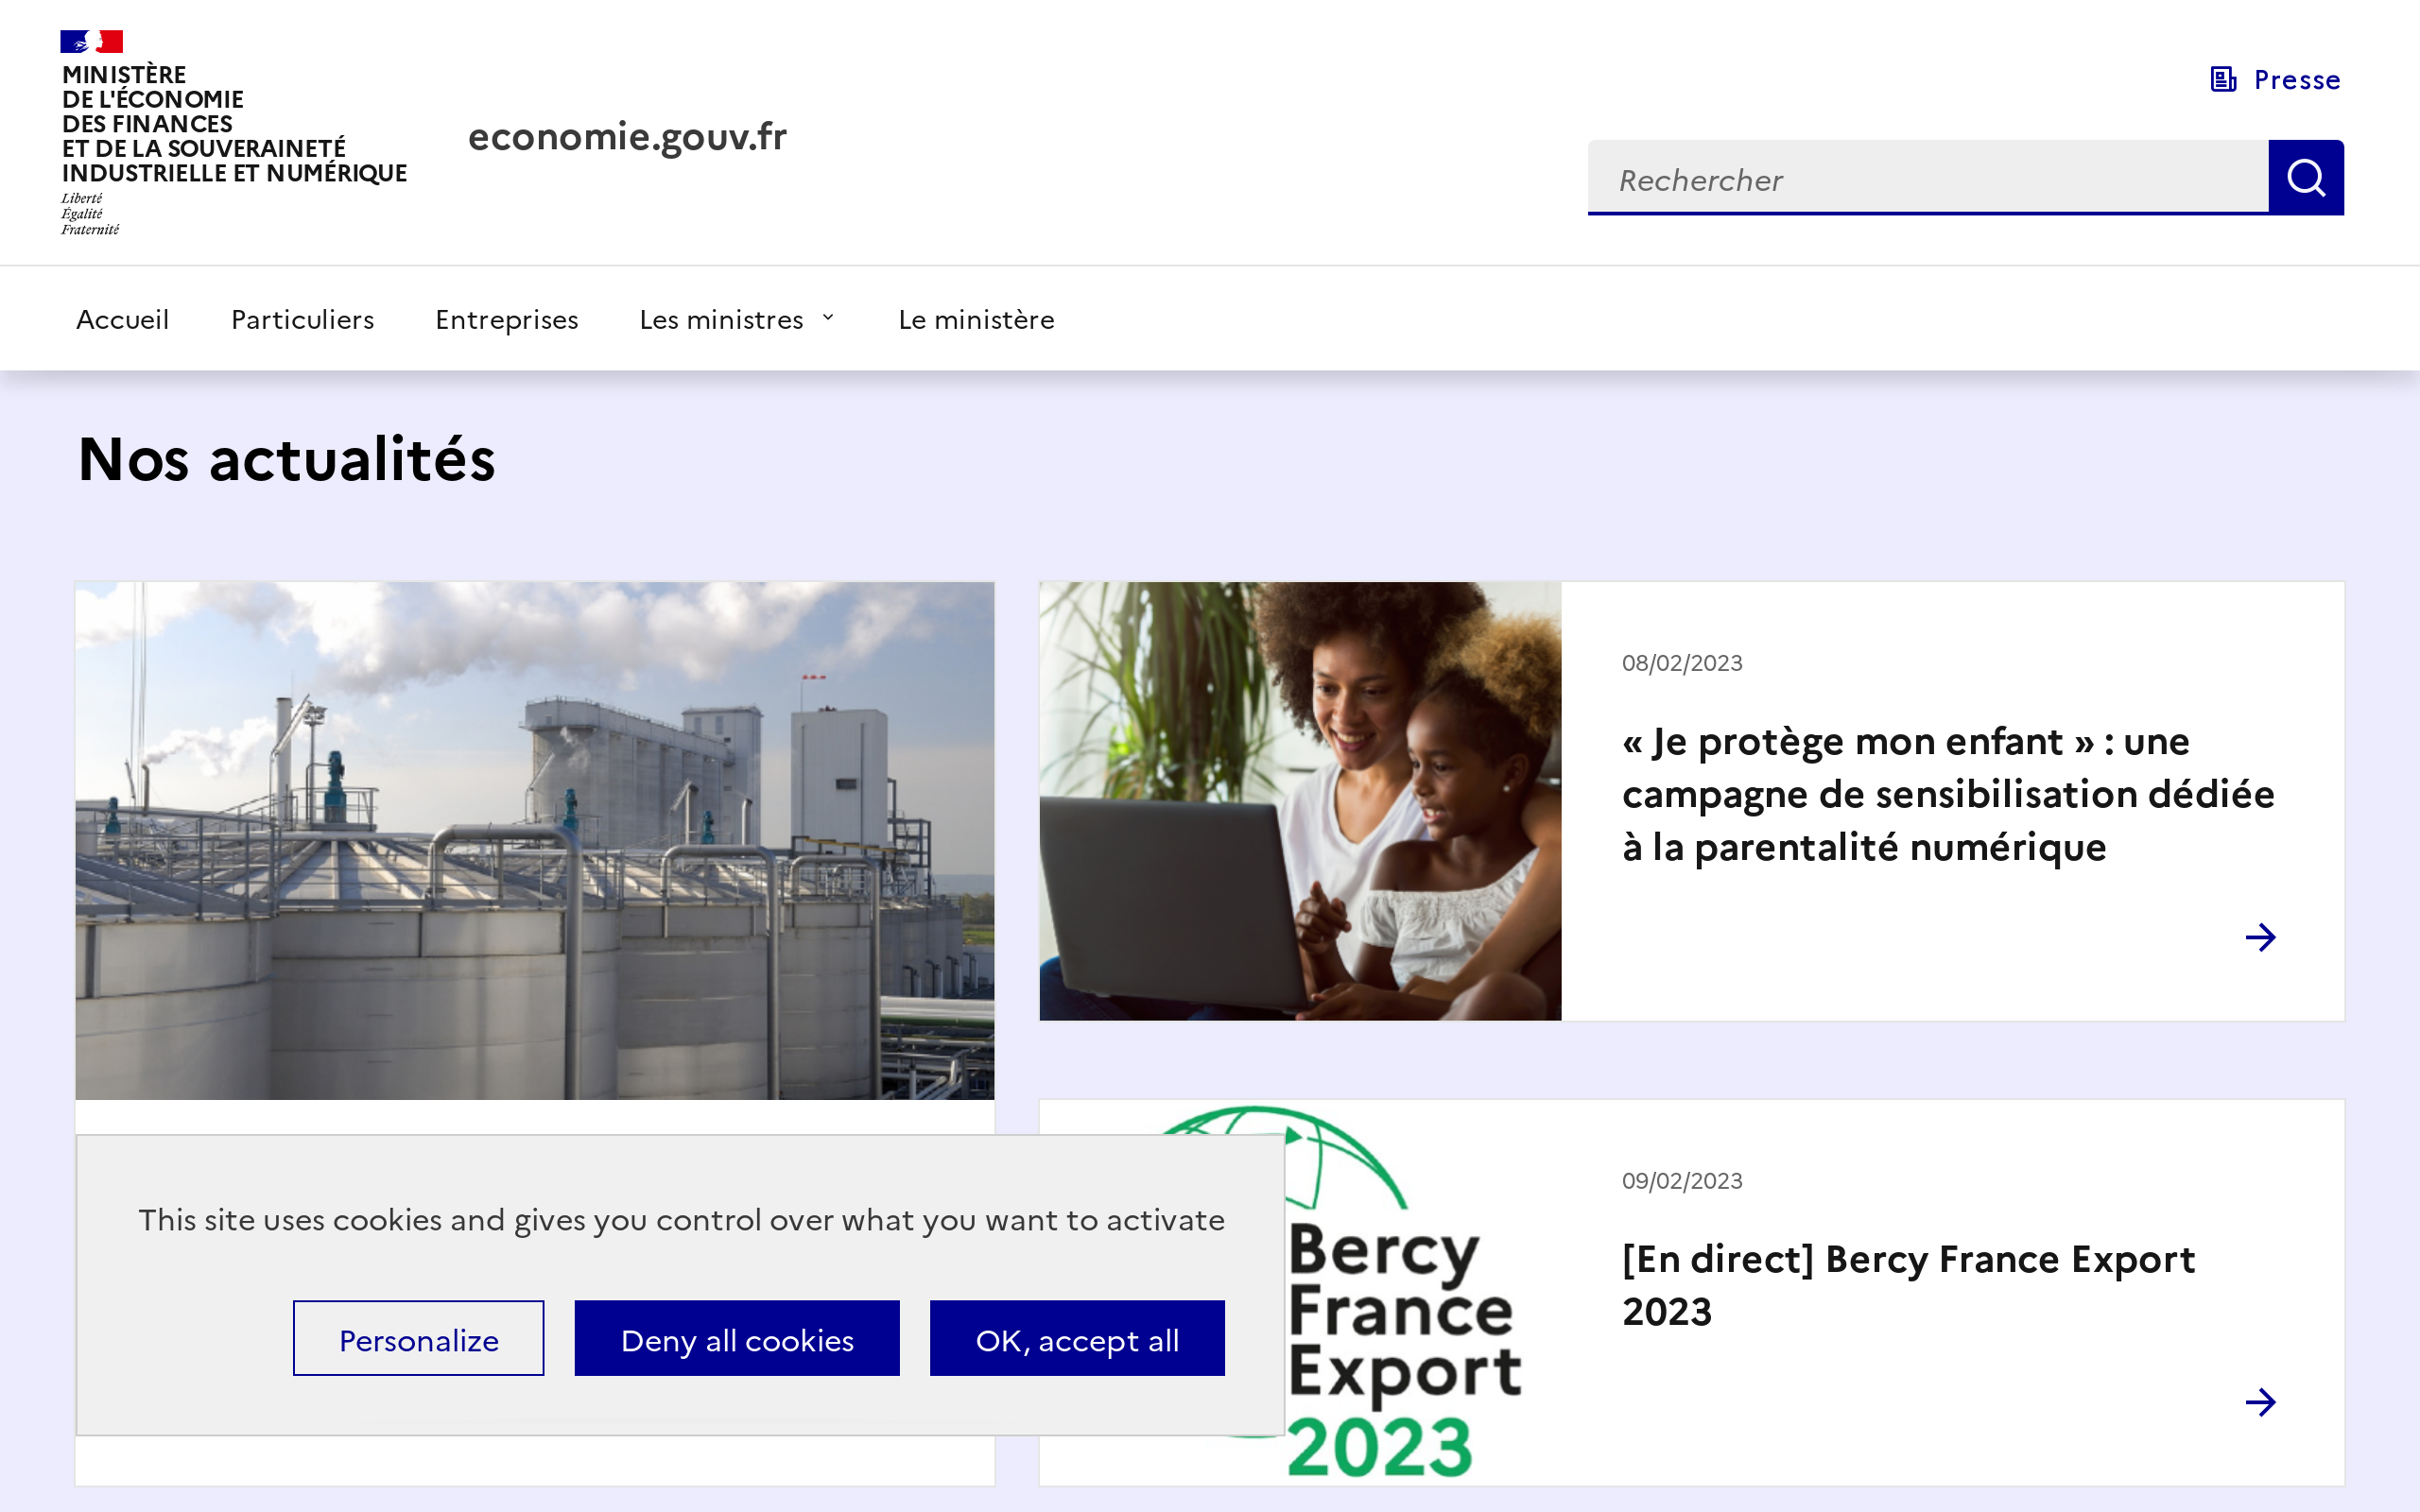 MINISTÈRE
DE L'ÉCONOMIE
DES FINANCES
ET DE LA SOUVERAINETÉ
INDUSTRIELLE ET NUMÉRIQUE
Liberté
Égalité
Fraternité
economie.gouv.fr
Presse
Rechercher
Accueil
Particuliers
Entreprises
Les ministres
Le ministère
Nos actualités
08/02/2023
« Je protège mon enfant » : une
campagne de sensibilisation dédiée
à la parentalité numérique
Bercy
France
Export
2023
09/02/2023
[En direct] Bercy France Export
2023
This site uses cookies and gives you control over what you want to activate
Personalize
Deny all cookies
OK, accept all